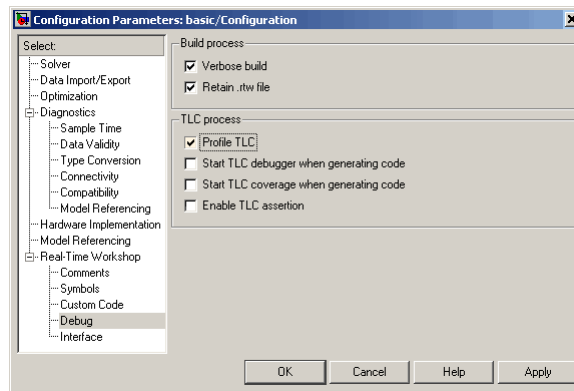 Configuration Parameters: basic/Configuration
Select:
Solver
Data Import/Export
Optimization
Diagnostics
Sample Time
Data Validity
Type Conversion
Connectivity
Compatibility
Model Referencing
Hardware Implementation
Model Referencing
Real-Time Workshop
Comments
Symbols
Custom Code
Debug
Interface
Build process
Verbose build
Retain .rtw file
TLC process
Profile TLC
Start TLC debugger when generating code
Start TLC coverage when generating code
Enable TLC assertion
OK Cancel Help Apply